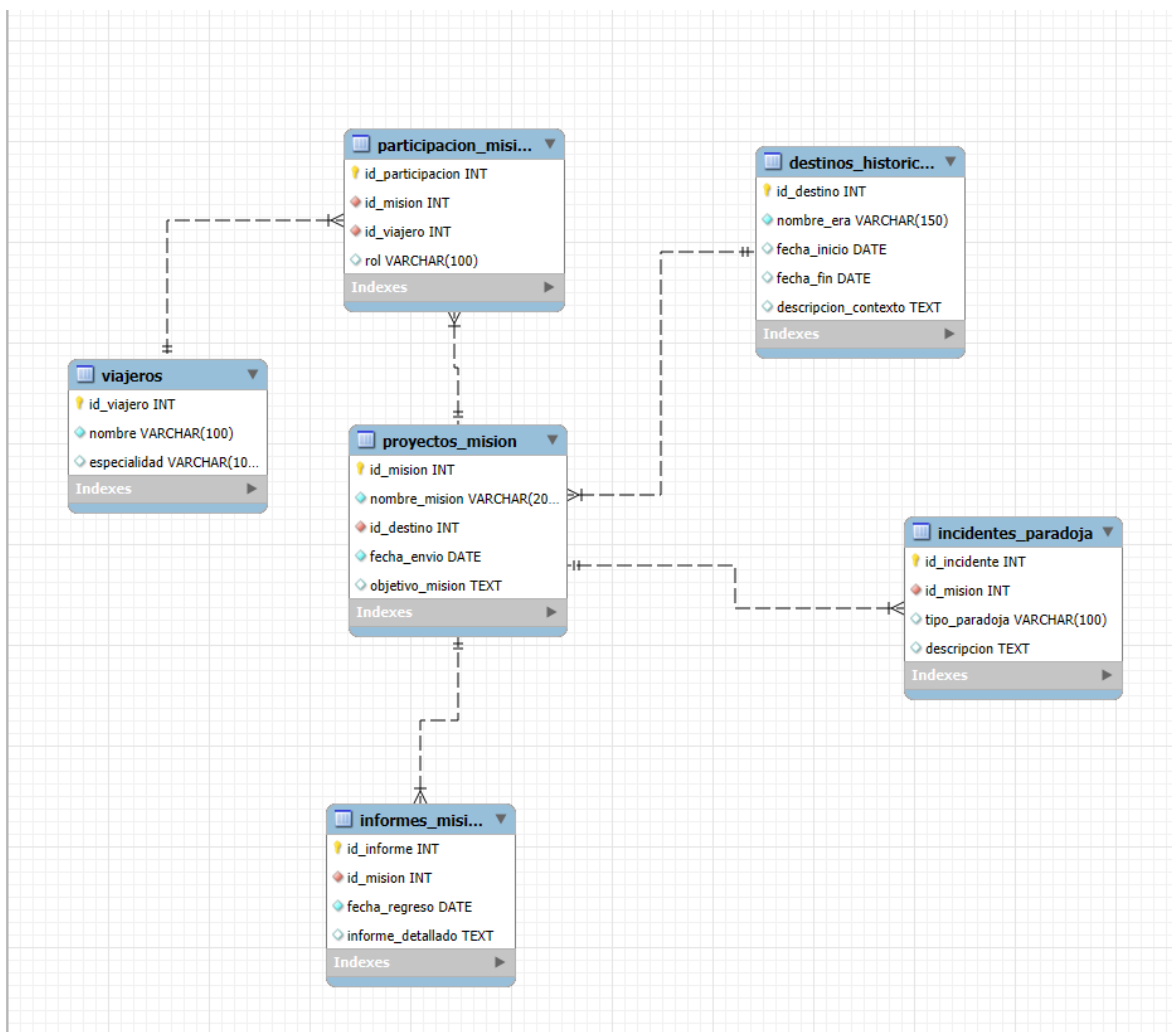 participacion_misi...
id_participacion INT
id_mision INT
id_viajero INT
rol VARCHAR(100)
Indexes
destinos_historic...
id_destino INT
nombre_era VARCHAR(150)
fecha_inicio DATE
fecha_fin DATE
descripcion_contexto TEXT
Indexes
viajeros
id_viajero INT
nombre VARCHAR(100)
especialidad VARCHAR(10...
Indexes
proyectos_mision
id_mision INT
nombre_mision VARCHAR(20...
id_destino INT
fecha_envio DATE
objetivo_mision TEXT
Indexes
incidentes_paradoja
id_incidente INT
id_mision INT
tipo_paradoja VARCHAR(100)
descripcion TEXT
Indexes
informes_misi...
id_informe INT
id_mision INT
fecha_regreso DATE
informe_detallado TEXT
Indexes